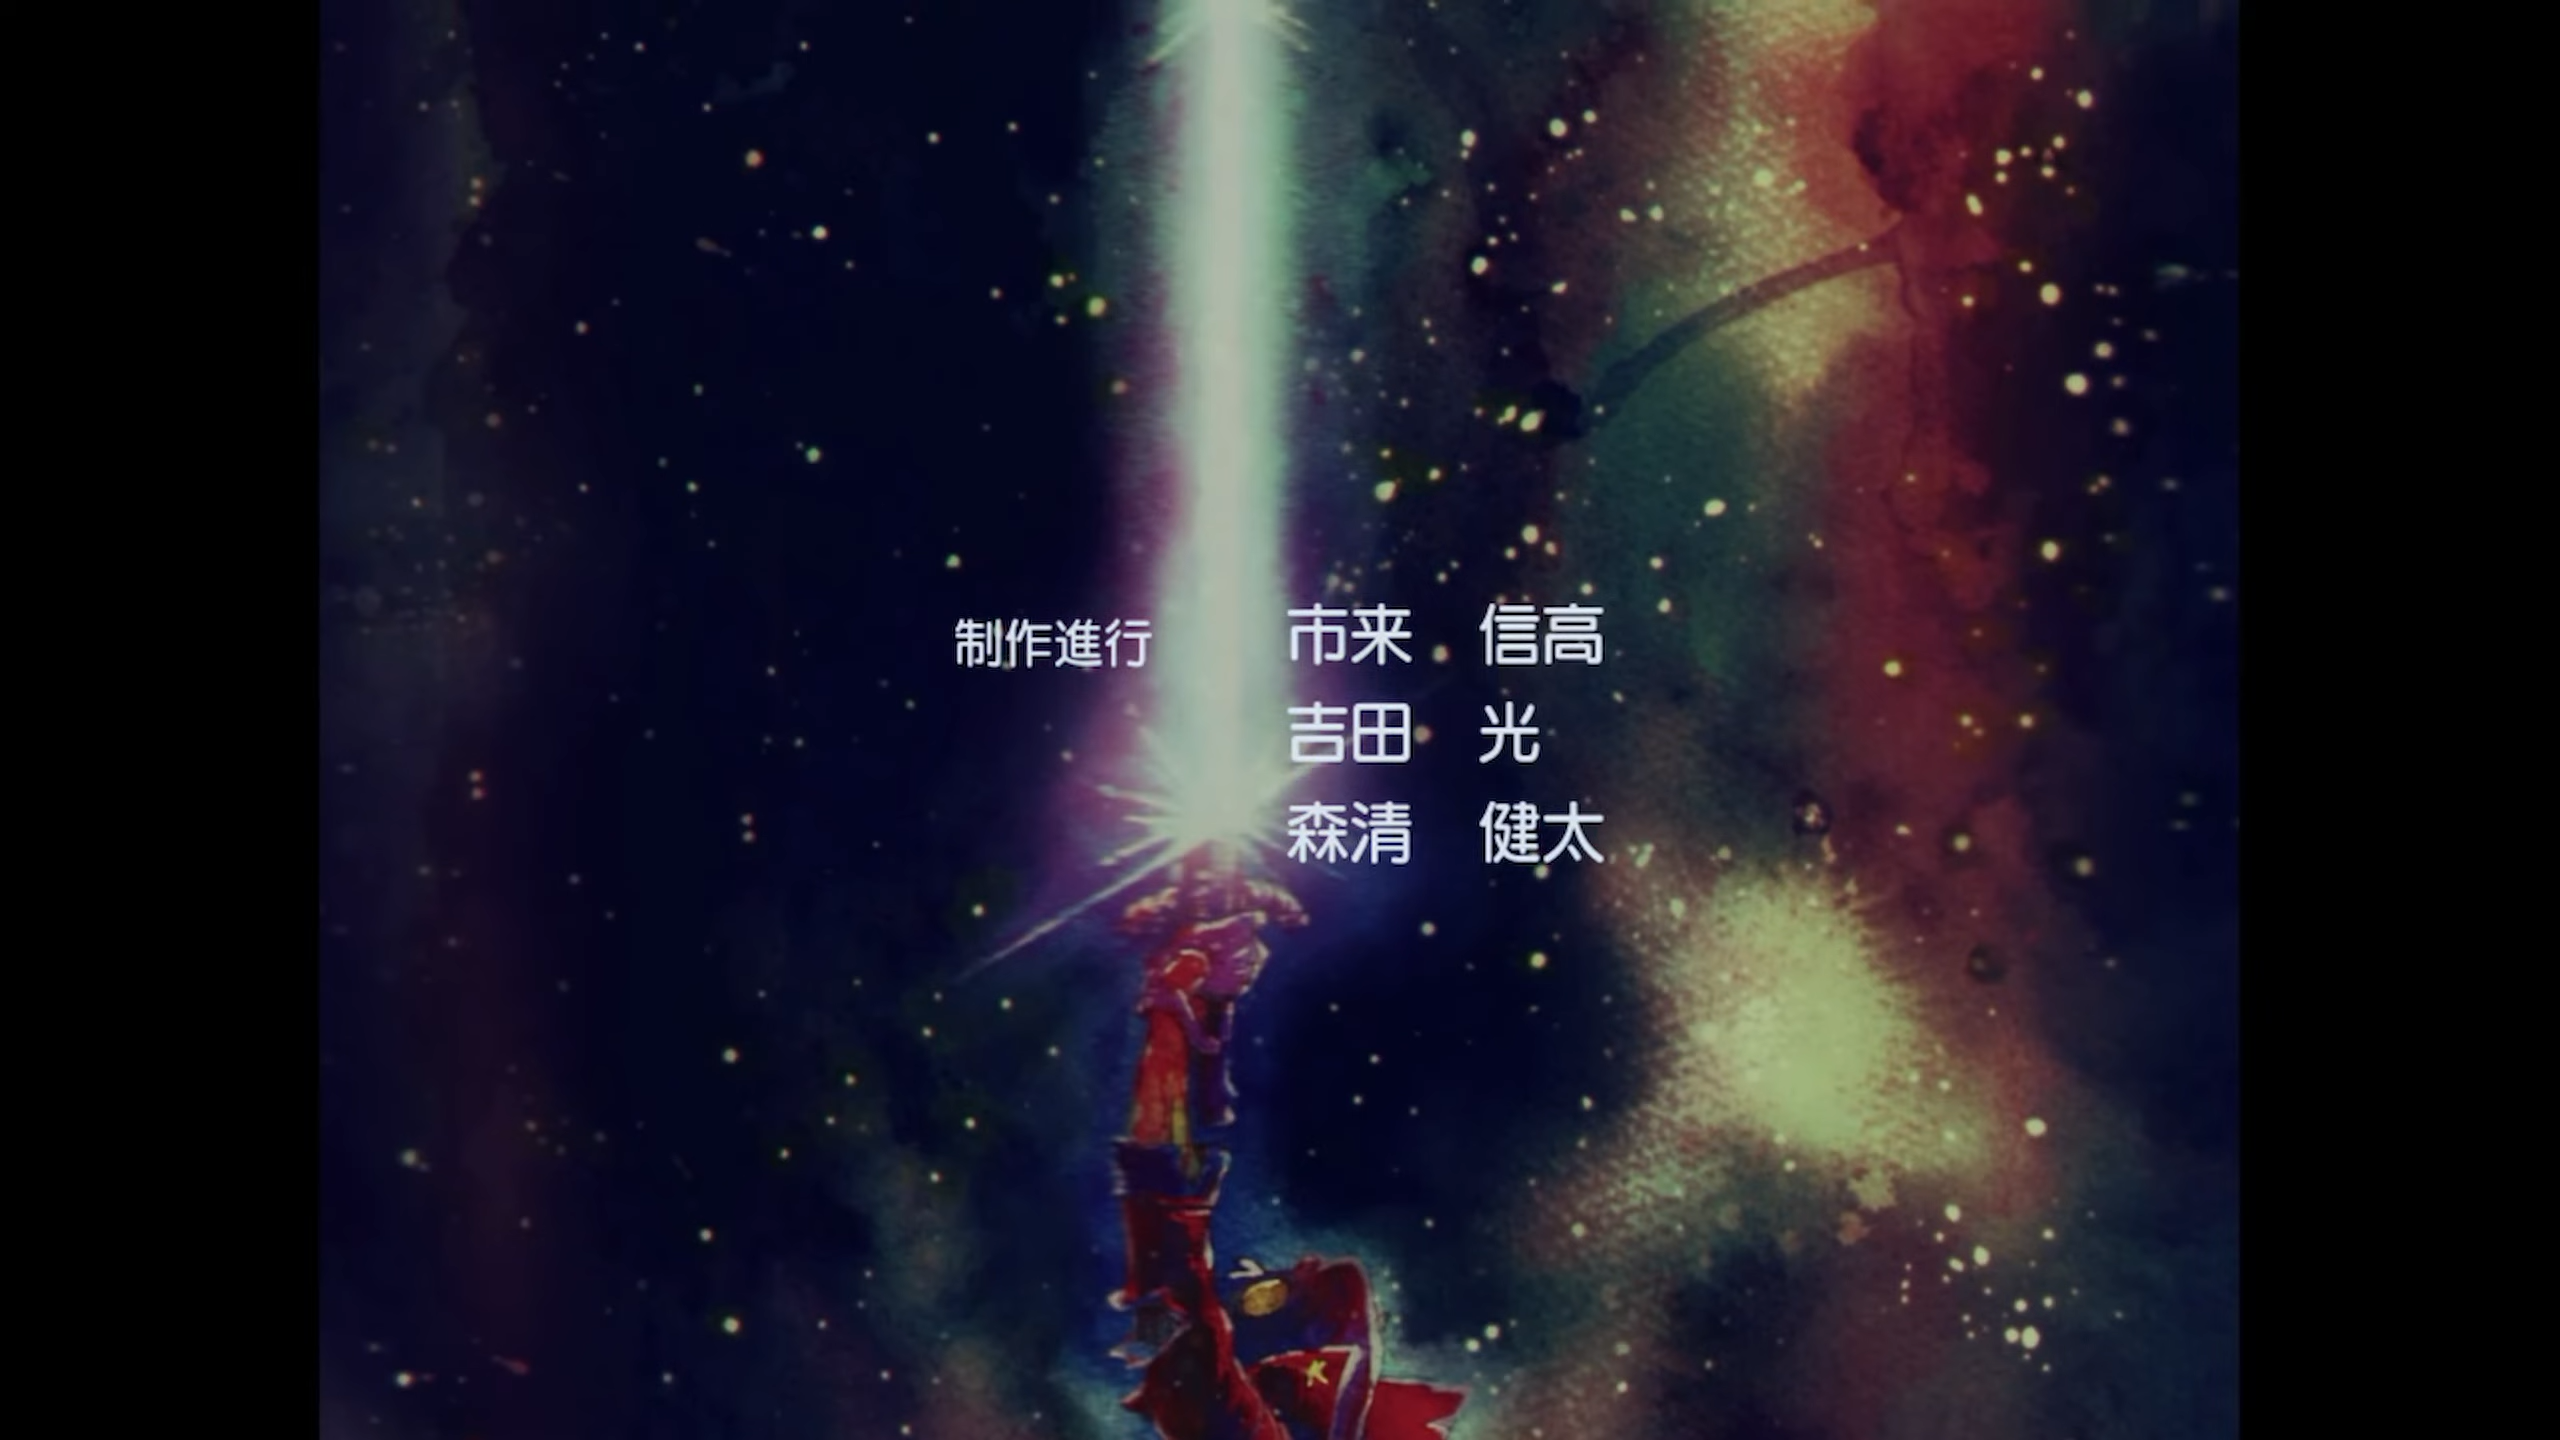 制作進行　市来　信高
吉田　光
森清　健太